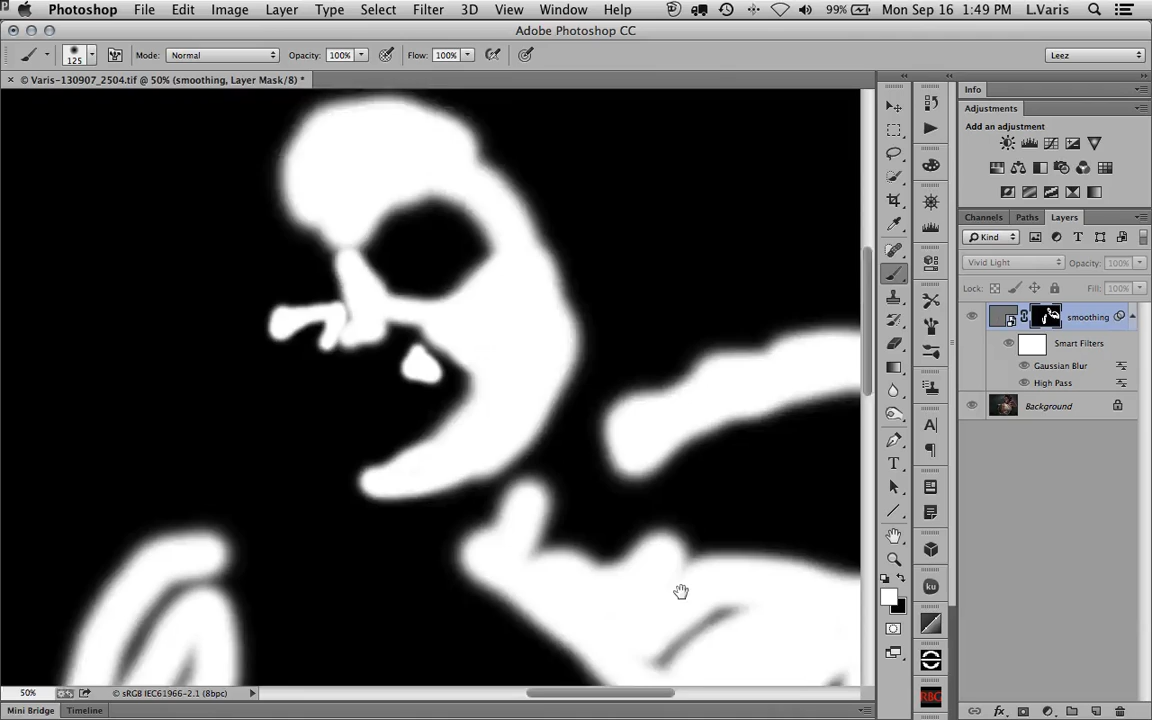 Photoshop File Edit Image Layer Type Select Filter 3D View Window Help 99% Mon Sep 16 1:49 PM L.Varis
Adobe Photoshop CC
125 Mode: Normal Opacity: 100% Flow: 100% Leez
© Varis-130907_2504.tif @ 50% (smoothing, Layer Mask/8) *
Info
Adjustments
Add an adjustment
Channels Paths Layers
Kind
Vivid Light Opacity: 100%
Lock: Fill: 100%
smoothing
Smart Filters
Gaussian Blur
High Pass
Background
A
T
ku
RBG
50% © sRGB IEC61966-2.1 (8bpc)
fx
Mini Bridge Timeline